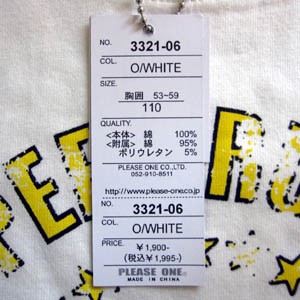 NO. 3321-06
COL. O/WHITE
SIZE.
胸囲 53~59
110
QUALITY.
<本体> 綿 100%
<附属> 綿 95%
ポリウレタン 5%
PLEASE ONE CO.,LTD.
052-910-8511
http://www.please-one.co.jp
NO. 3321-06
COL. O/WHITE
PRICE. ¥1,900-
(税込¥1,995-)
PLEASE ONE.
MADE IN CHINA